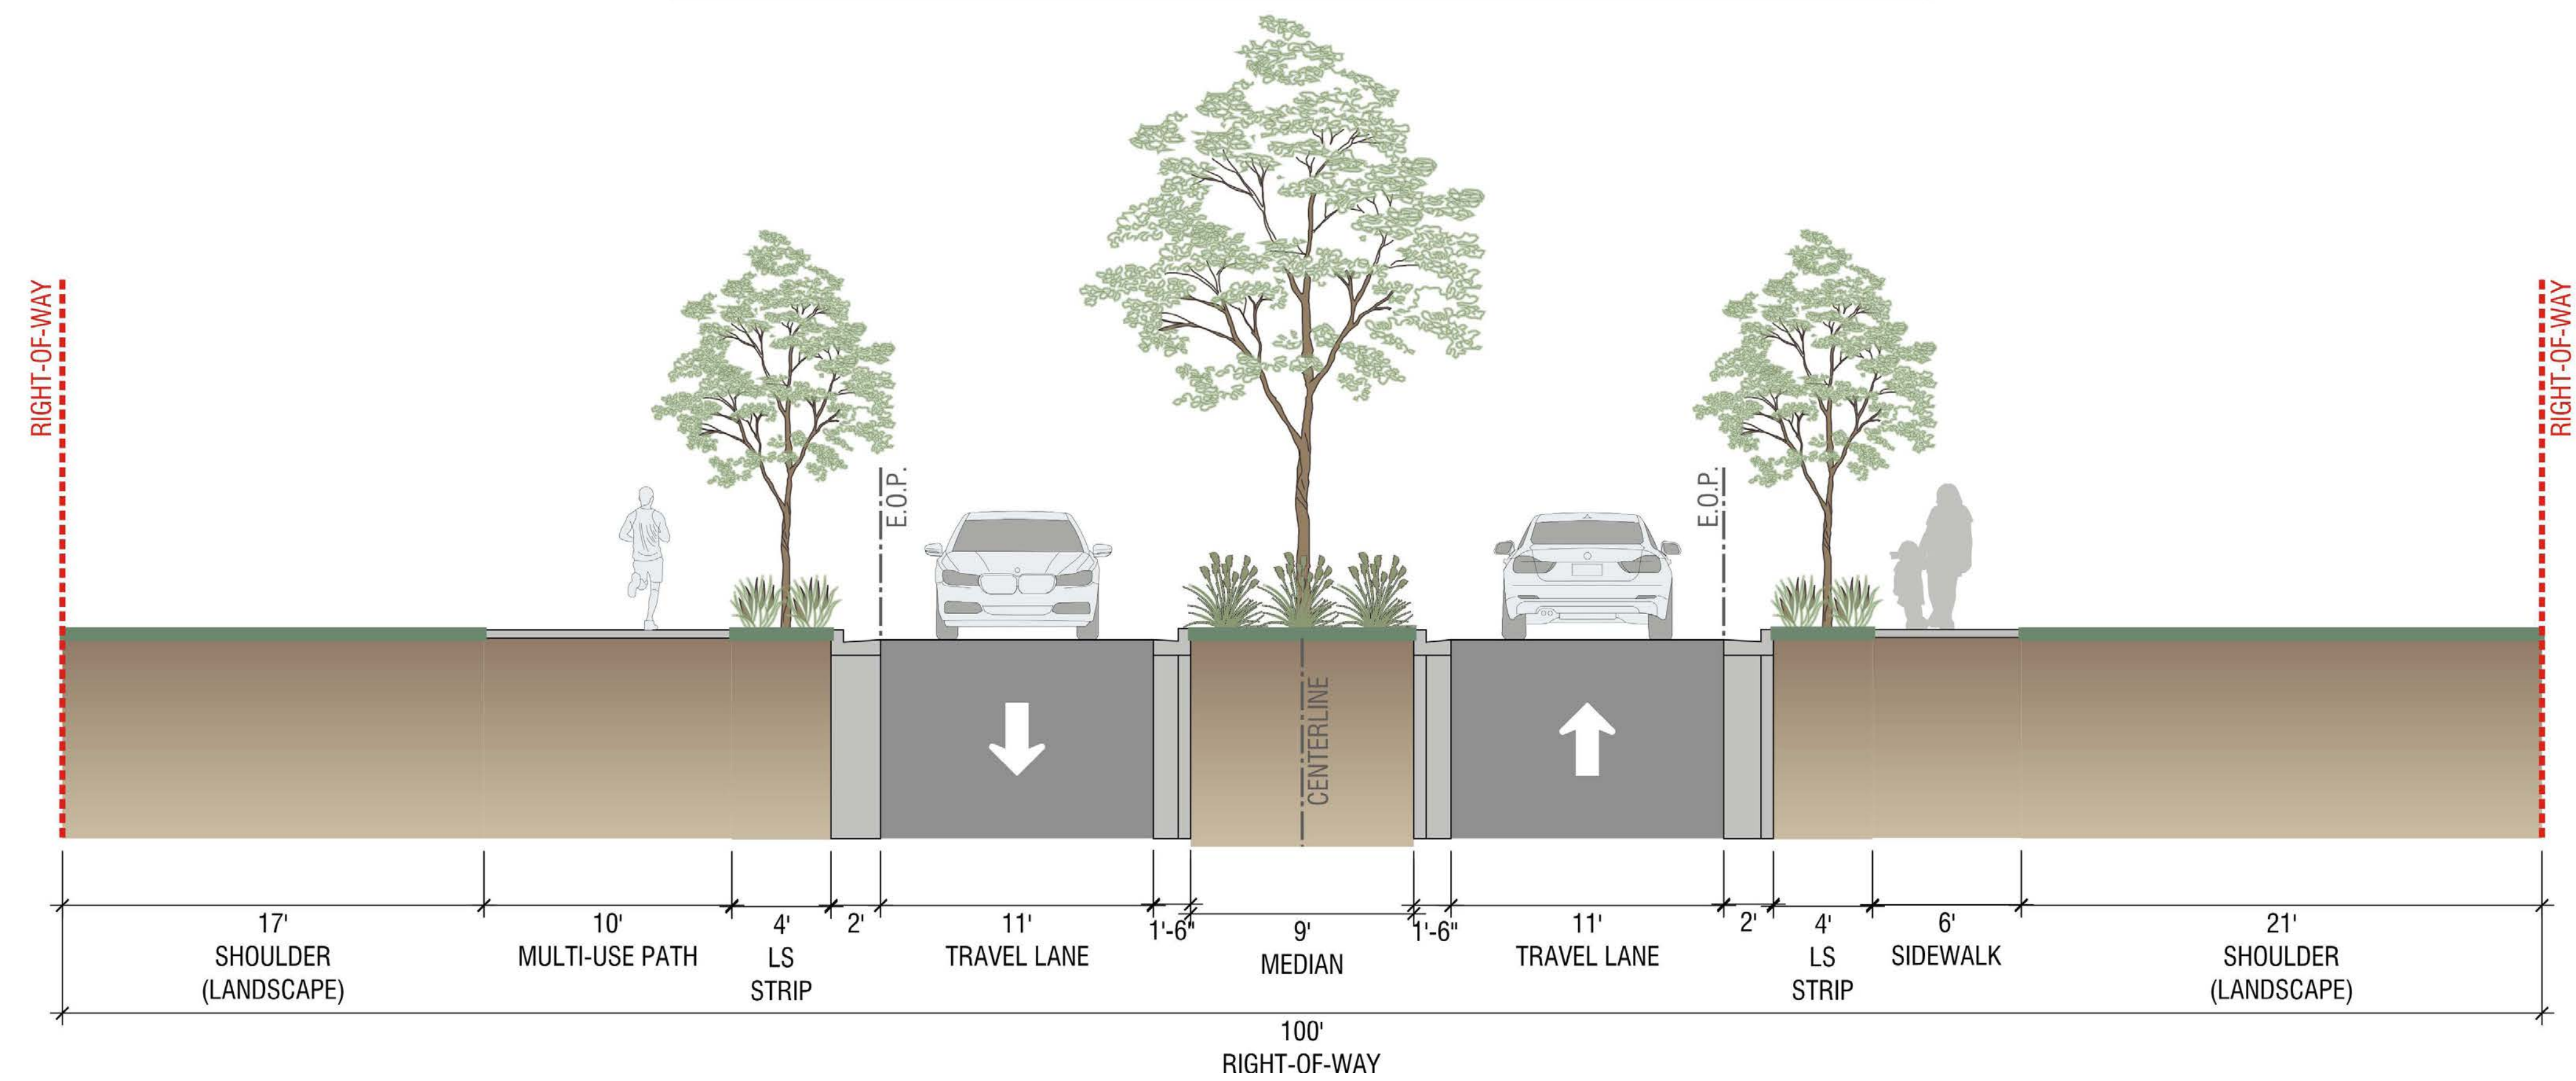 RIGHT-OF-WAY
RIGHT-OF-WAY
E.O.P.
E.O.P.
CENTERLINE
17'
SHOULDER
(LANDSCAPE)
10'
MULTI-USE PATH
4'
LS
STRIP
2'
11'
TRAVEL LANE
1'-6"
9'
MEDIAN
1'-6"
11'
TRAVEL LANE
2'
4'
LS
STRIP
6'
SIDEWALK
21'
SHOULDER
(LANDSCAPE)
100'
RIGHT-OF-WAY